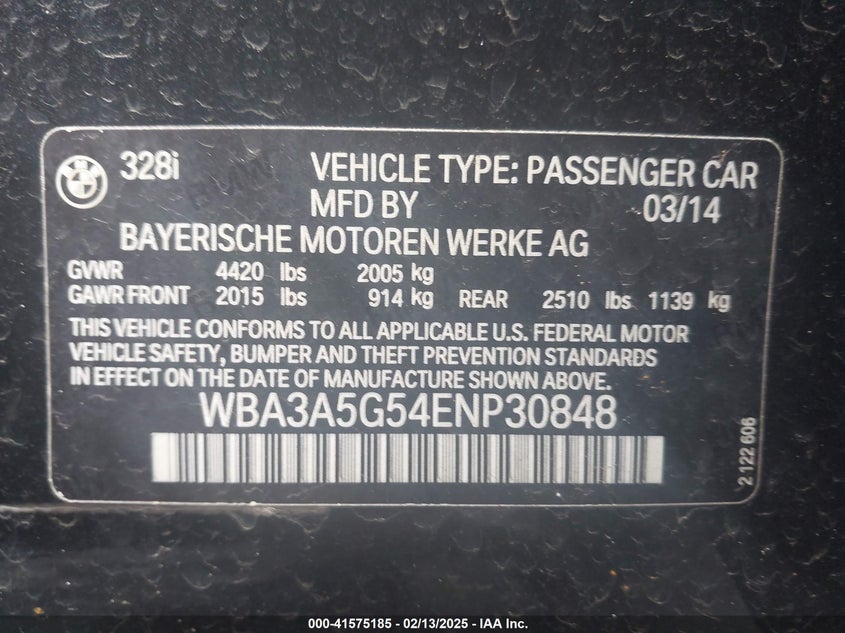 328i VEHICLE TYPE: PASSENGER CAR
MFD BY 03/14
BAYERISCHE MOTOREN WERKE AG
GVWR 4420 lbs 2005 kg
GAWR FRONT 2015 lbs 914 kg REAR 2510 lbs 1139 kg
THIS VEHICLE CONFORMS TO ALL APPLICABLE U.S. FEDERAL MOTOR
VEHICLE SAFETY, BUMPER AND THEFT PREVENTION STANDARDS
IN EFFECT ON THE DATE OF MANUFACTURE SHOWN ABOVE.
WBA3A5G54ENP30848
2 122 606
000-41575185 - 02/13/2025 - IAA Inc.